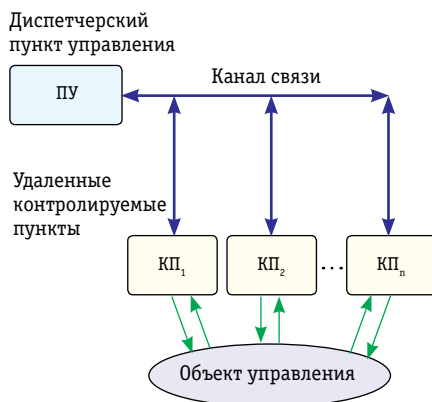 Диспетчерский
пункт управления
ПУ
Канал связи
Удаленные
контролируемые
пункты
КП₁
КП₂
...
КПₙ
Объект управления